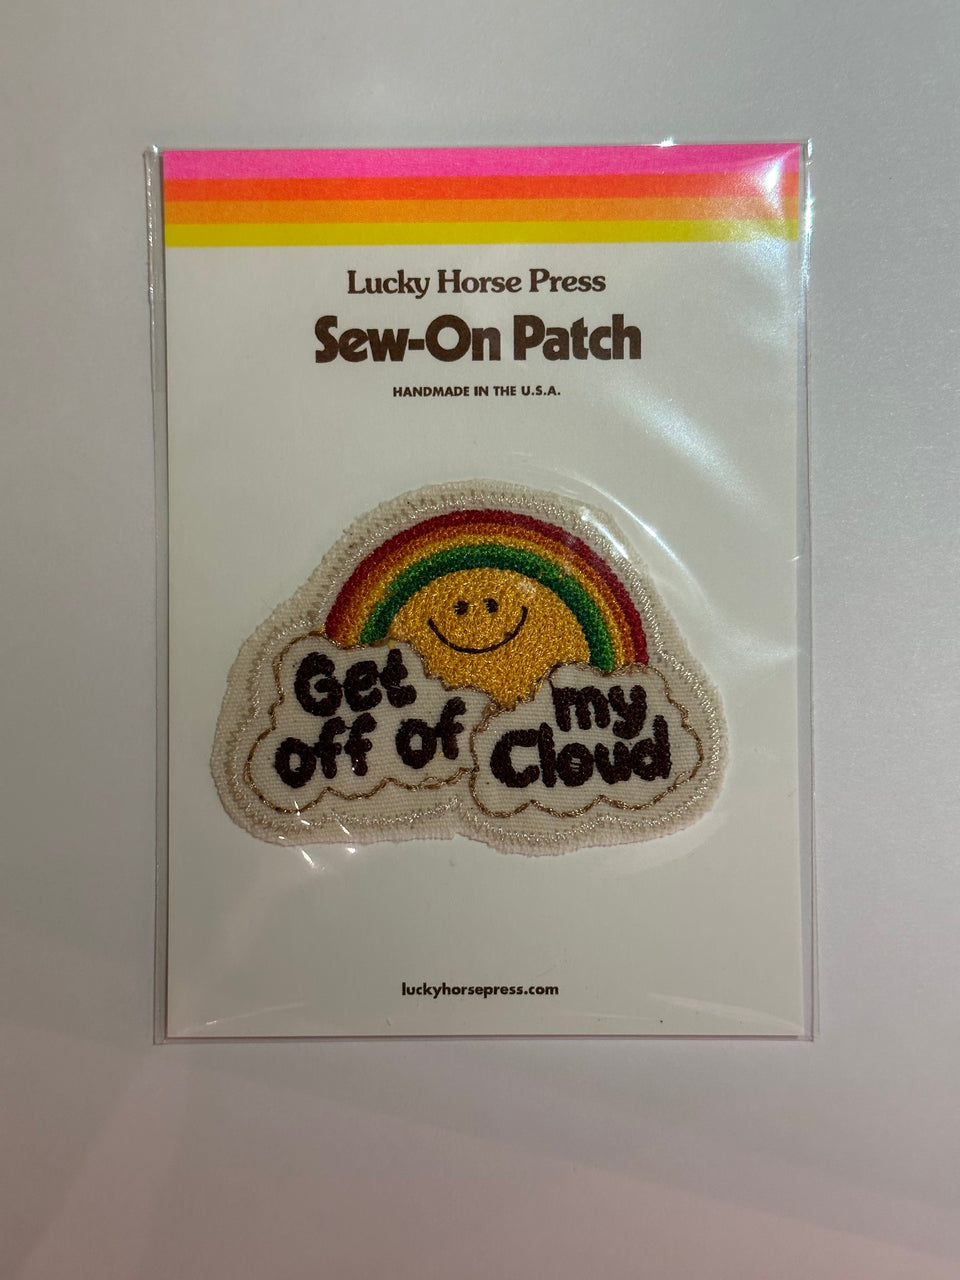 Lucky Horse Press
Sew-On Patch
HANDMADE IN THE U.S.A.
Get
off of
my
Cloud
luckyhorsepress.com